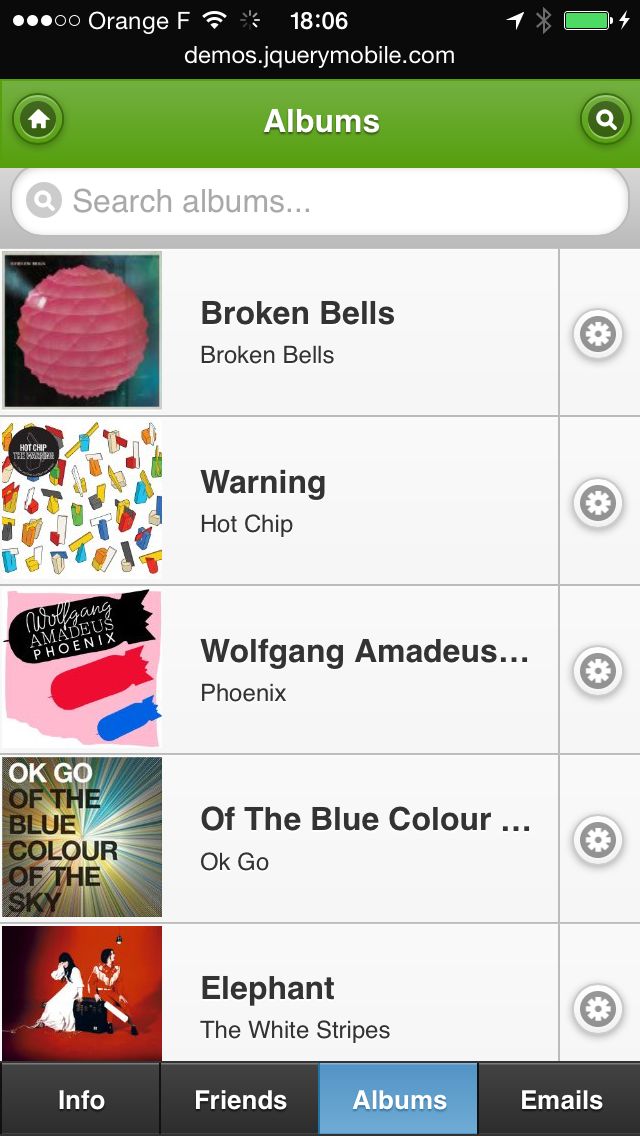 Orange F 18:06
demos.jquerymobile.com
Albums
Search albums...
BROKEN BELLS
Broken Bells
Broken Bells
HOT CHIP
THE WARNING
Warning
Hot Chip
Wolfgang
AMADEUS
PHOENIX
Wolfgang Amadeus...
Phoenix
OK GO
OF THE
BLUE
COLOUR
OF THE
SKY
Of The Blue Colour ...
Ok Go
Elephant
The White Stripes
Info Friends Albums Emails